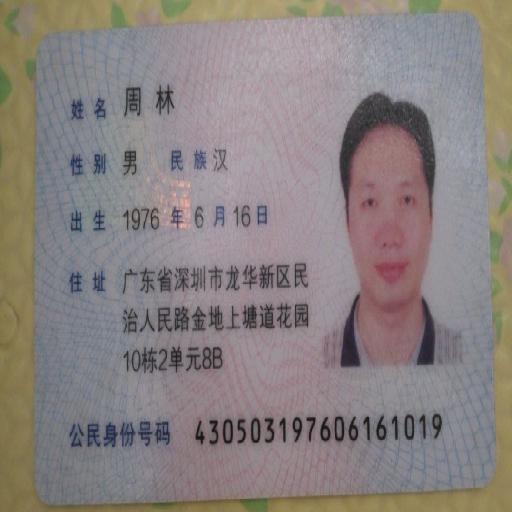 姓名 周林
性别 男 民族 汉
出生 1976 年 6 月 16 日
住址 广东省深圳市龙华新区民
治人民路金地上塘道花园
10栋2单元8B
公民身份号码 430503197606161019